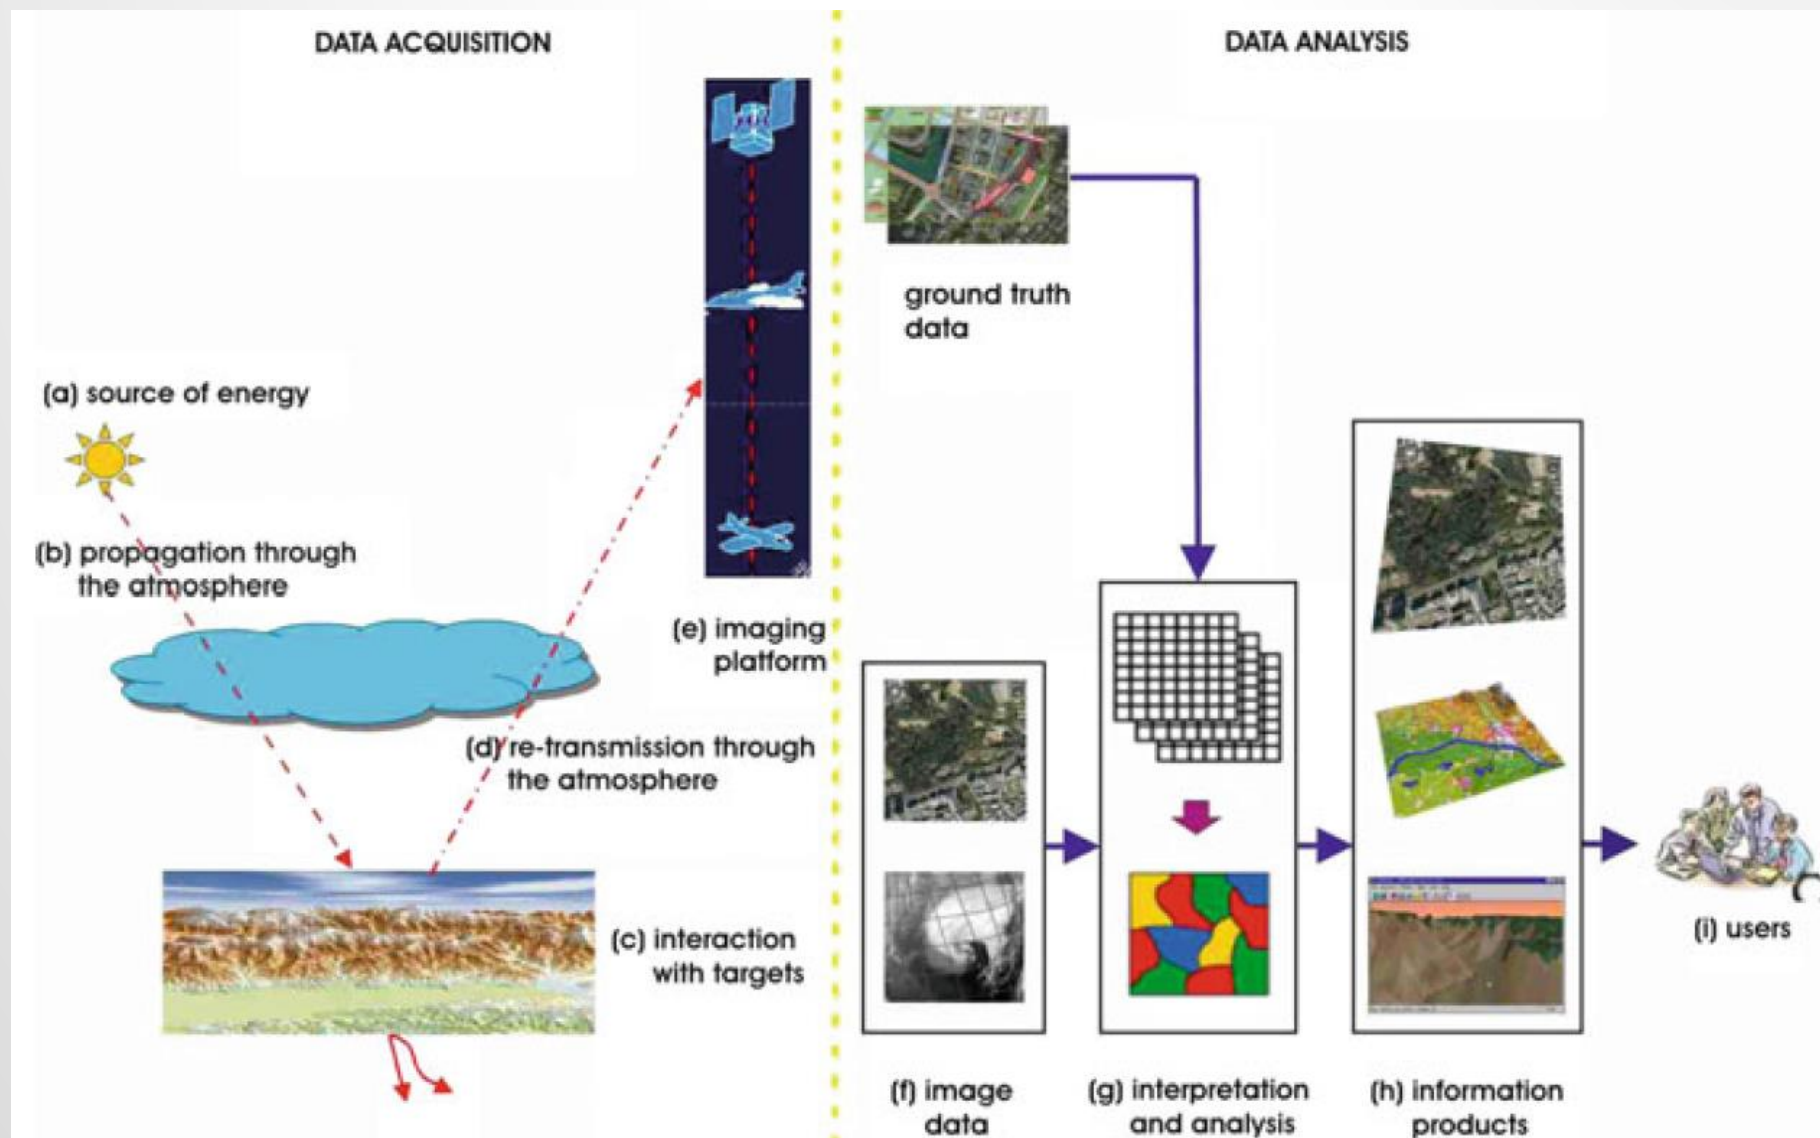 DATA ACQUISITION
(a) source of energy
(b) propagation through
the atmosphere
(e) imaging
platform
(d) re-transmission through
the atmosphere
(c) interaction
with targets
DATA ANALYSIS
ground truth
data
(f) image
data
(g) interpretation
and analysis
(h) information
products
(i) users